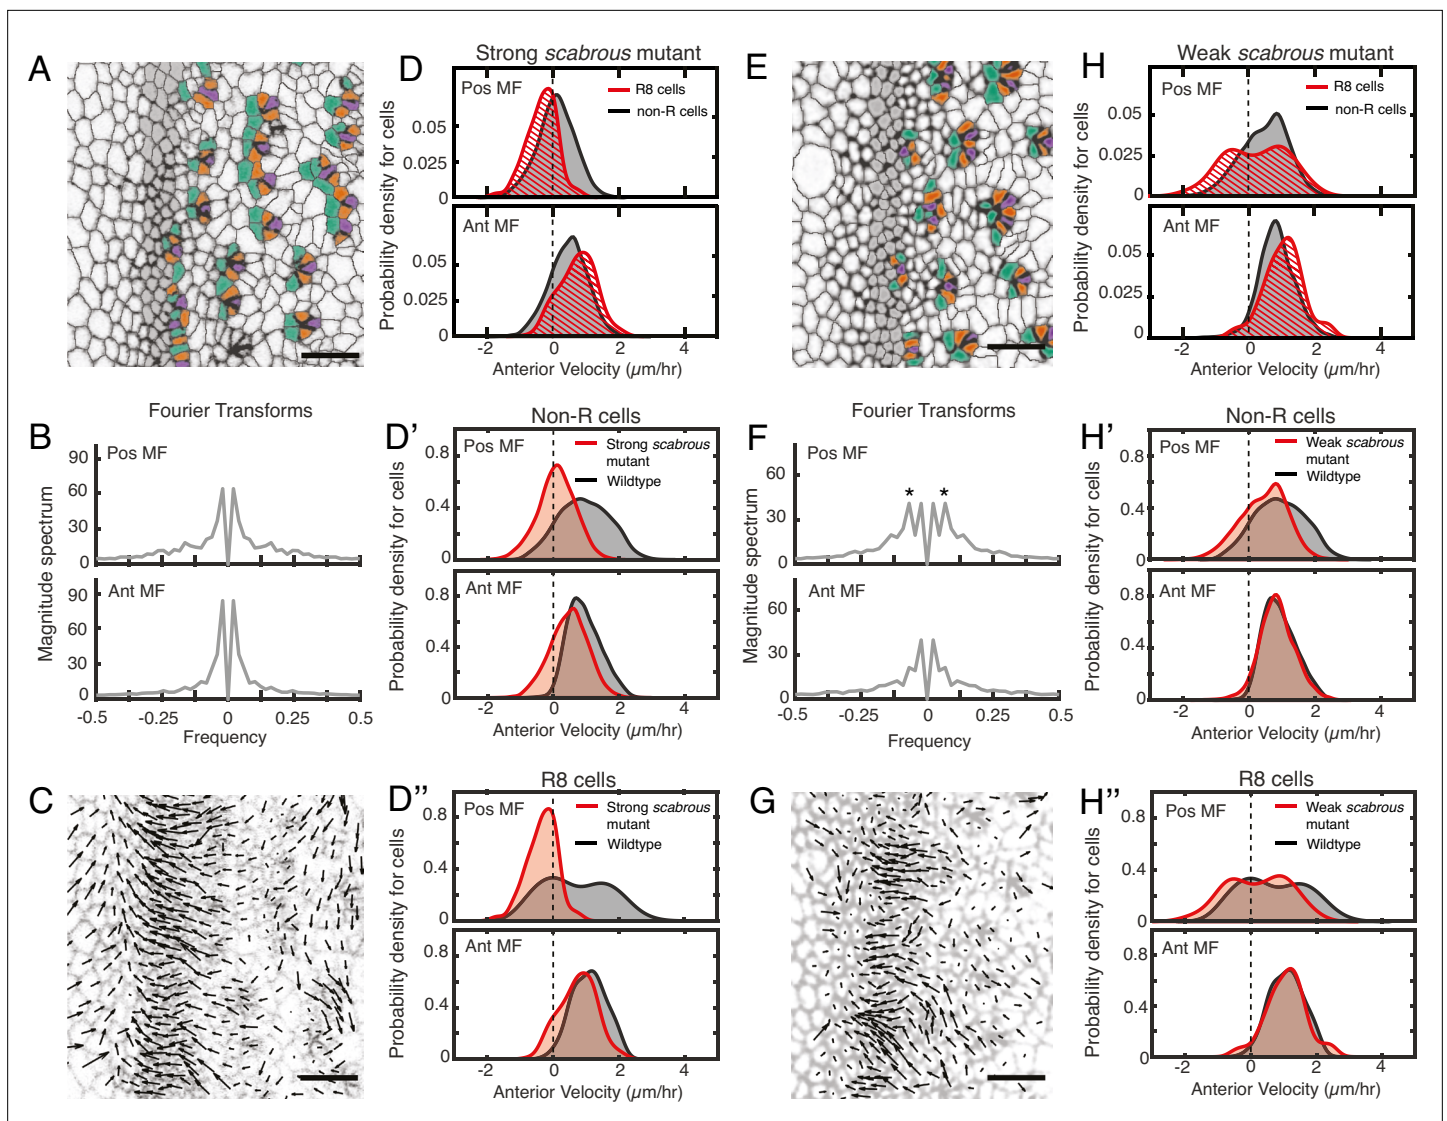 A
D
Strong scabrous mutant
Pos MF
R8 cells
non-R cells
0.05
0.025
0
Ant MF
0.05
0.025
0
Probability density for cells
-2 0 2 4
Anterior Velocity (µm/hr)
E
H
Weak scabrous mutant
Pos MF
R8 cells
non-R cells
0.05
0.025
0
Ant MF
0.05
0.025
0
Probability density for cells
-2 0 2 4
Anterior Velocity (µm/hr)
B
Fourier Transforms
Pos MF
90
60
30
0
Ant MF
90
60
30
0
Magnitude spectrum
-0.5 0 0.25 0.5
Frequency
D'
Non-R cells
Pos MF
Strong scabrous
mutant
Wildtype
0.8
0.4
0
Ant MF
0.8
0.4
0
Probability density for cells
-2 0 2 4
Anterior Velocity (µm/hr)
F
Fourier Transforms
Pos MF
* *
60
30
0
Ant MF
60
30
0
Magnitude spectrum
-0.5 0 0.25 0.5
Frequency
H'
Non-R cells
Pos MF
Weak scabrous
mutant
Wildtype
0.8
0.4
0
Ant MF
0.8
0.4
0
Probability density for cells
-2 0 2 4
Anterior Velocity (µm/hr)
C
D"
R8 cells
Pos MF
Strong scabrous
mutant
Wildtype
0.8
0.4
0
Ant MF
0.8
0.4
0
Probability density for cells
-2 0 2 4
Anterior Velocity (µm/hr)
G
H"
R8 cells
Pos MF
Weak scabrous
mutant
Wildtype
0.8
0.4
0
Ant MF
0.8
0.4
0
Probability density for cells
-2 0 2 4
Anterior Velocity (µm/hr)